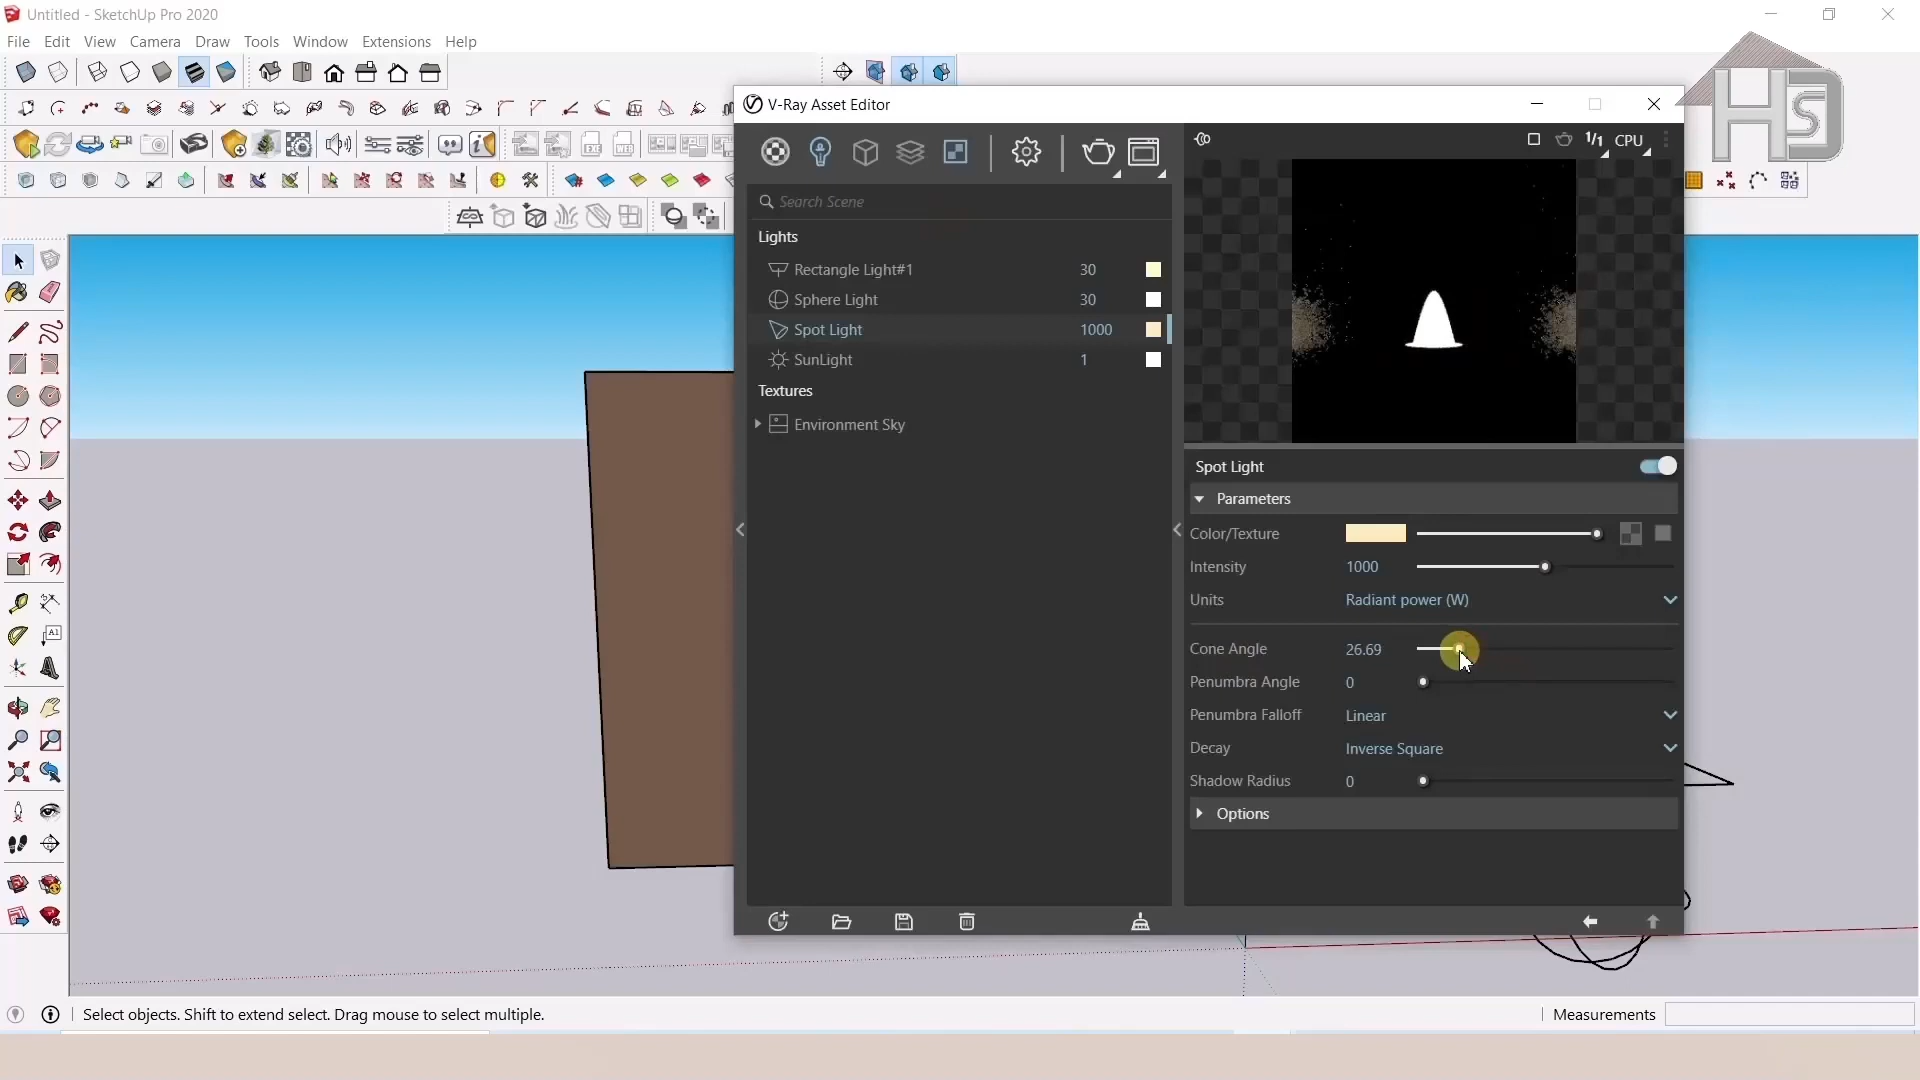 Untitled - SketchUp Pro 2020
File Edit View Camera Draw Tools Window Extensions Help
HSD
V-Ray Asset Editor
1/1 CPU
Search Scene
Lights
Rectangle Light#1 30
Sphere Light 30
Spot Light 1000
SunLight 1
Textures
Environment Sky
Spot Light
Parameters
Color/Texture
Intensity 1000
Units Radiant power (W)
Cone Angle 26.69
Penumbra Angle 0
Penumbra Falloff Linear
Decay Inverse Square
Shadow Radius 0
Options
Select objects. Shift to extend select. Drag mouse to select multiple.
Measurements